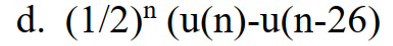 d. (1/2)ⁿ (u(n)-u(n-26)